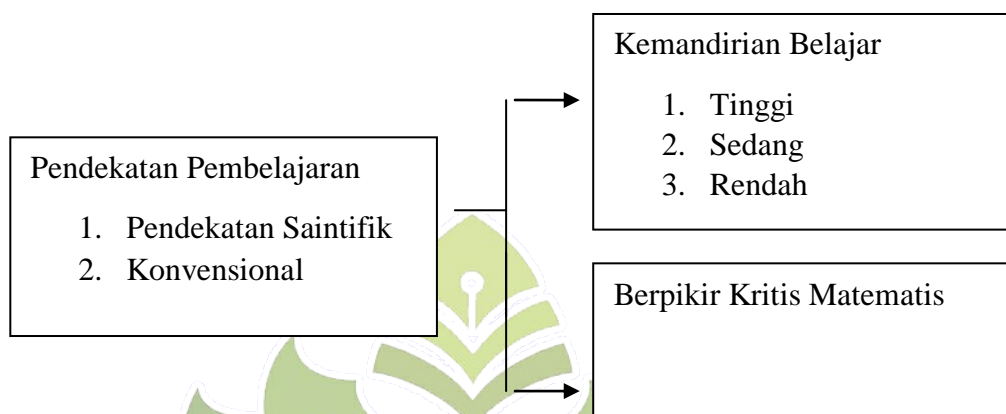 Pendekatan Pembelajaran
1. Pendekatan Saintifik
2. Konvensional
Kemandirian Belajar
1. Tinggi
2. Sedang
3. Rendah
Berpikir Kritis Matematis